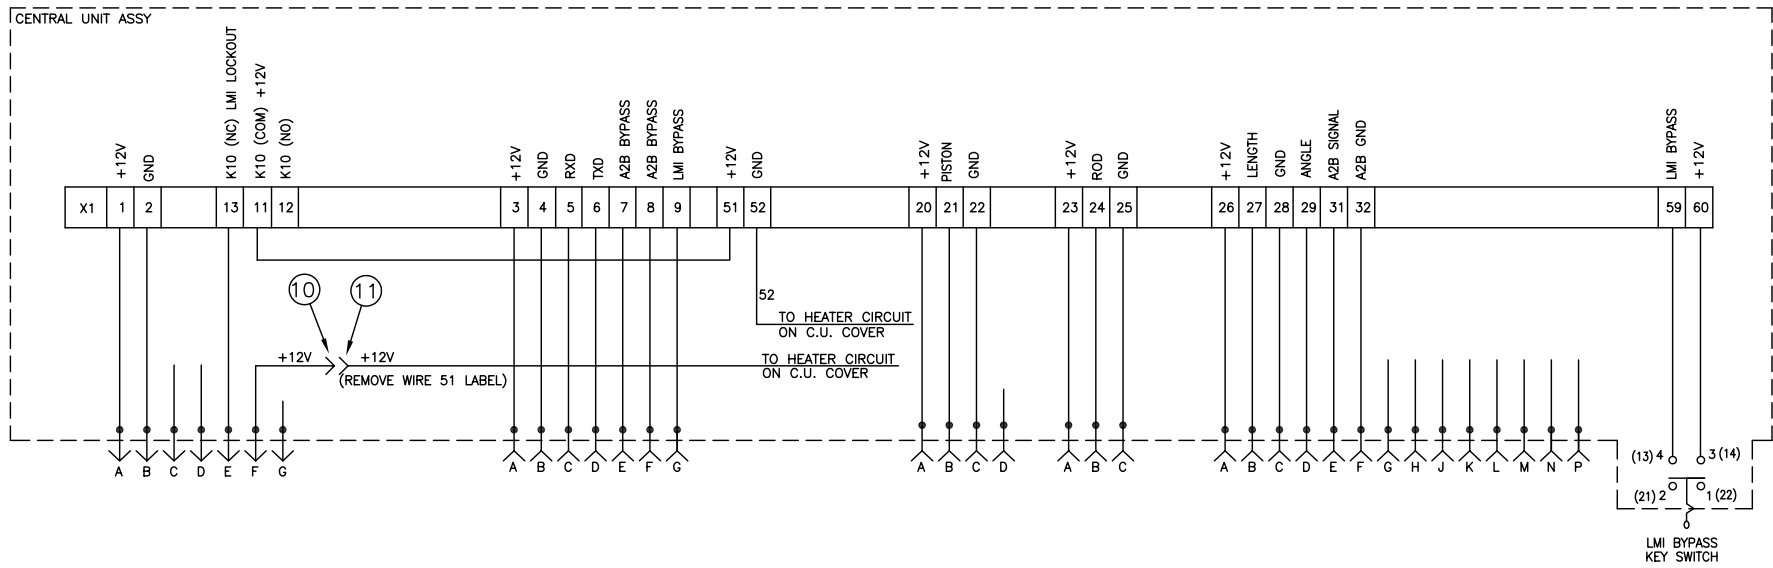 CENTRAL UNIT ASSY
+12V
GND
K10 (NC) LMI LOCKOUT
K10 (COM) +12V
K10 (NO)
+12V
GND
RXD
TXD
A2B BYPASS
A2B BYPASS
LMI BYPASS
+12V
GND
+12V
PISTON
GND
+12V
ROD
GND
+12V
LENGTH
GND
ANGLE
A2B SIGNAL
A2B GND
LMI BYPASS
+12V
X1 1 2 13 11 12 3 4 5 6 7 8 9 51 52 20 21 22 23 24 25 26 27 28 29 31 32 59 60
10 11
52
TO HEATER CIRCUIT
ON C.U. COVER
+12V +12V
(REMOVE WIRE 51 LABEL)
TO HEATER CIRCUIT
ON C.U. COVER
A B C D E F G
A B C D E F G
A B C D
A B C
A B C D E F G H J K L M N P
(13) 4 3 (14)
(21) 2 1 (22)
LMI BYPASS
KEY SWITCH